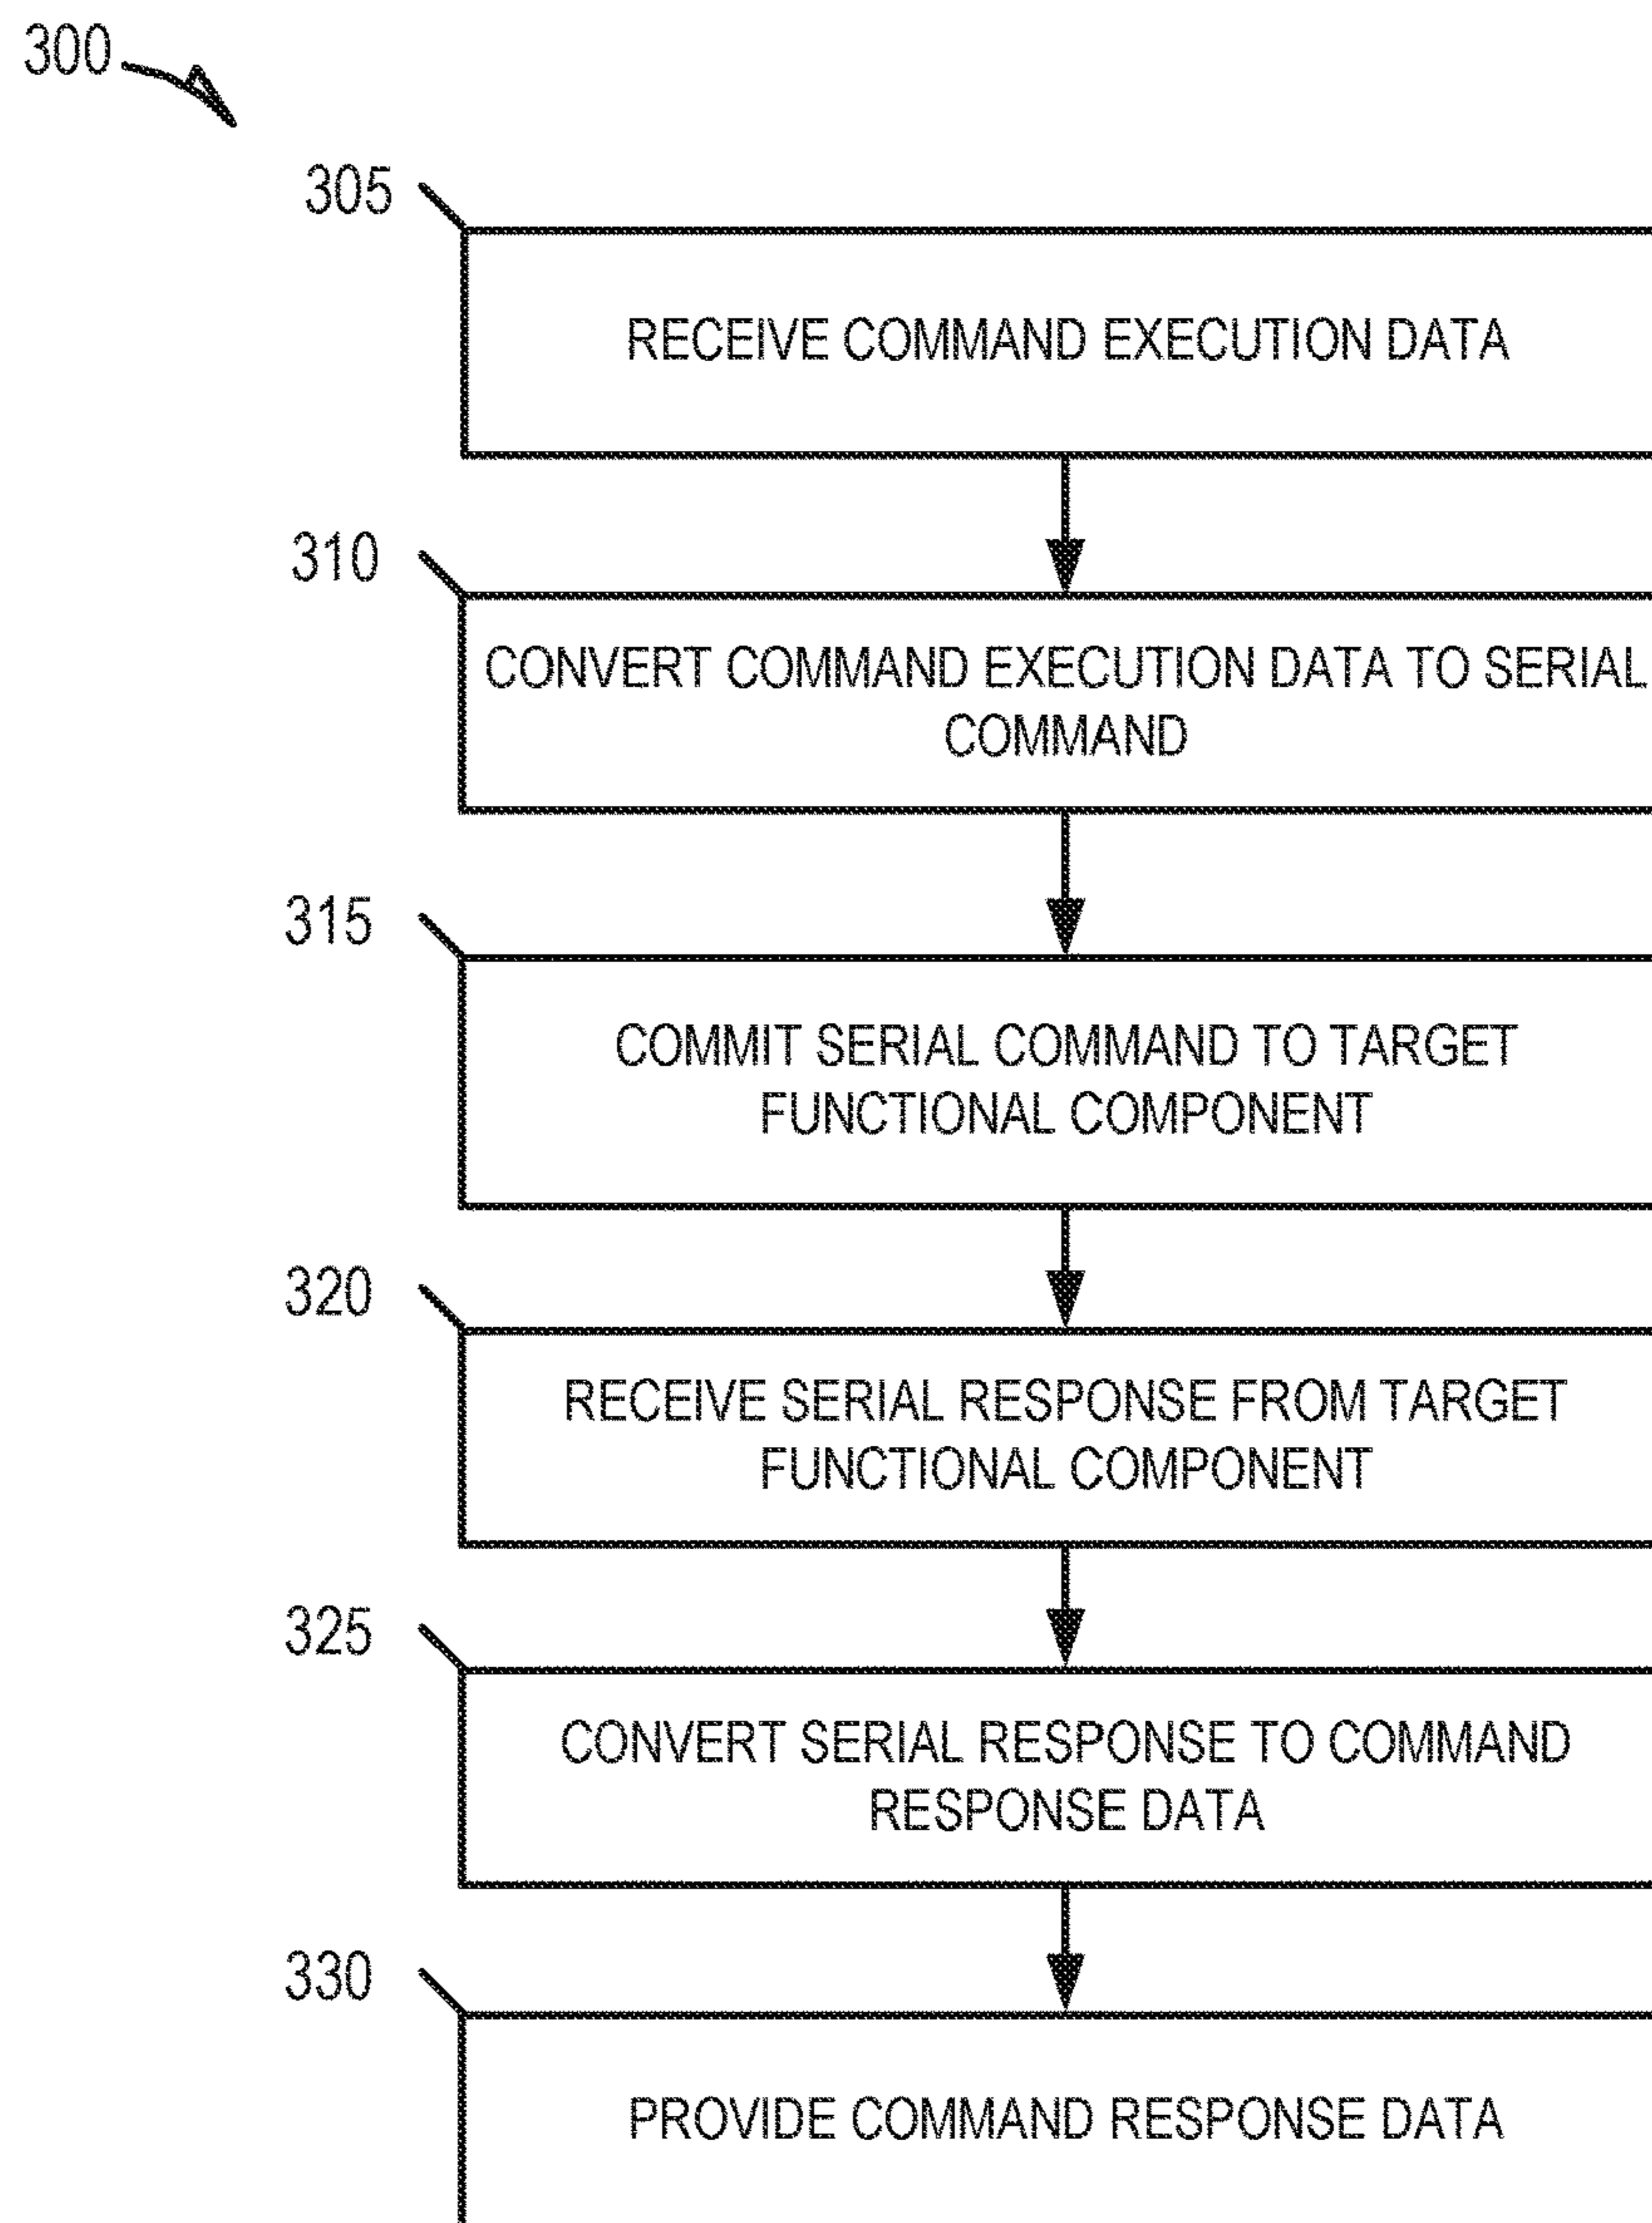 300
305
RECEIVE COMMAND EXECUTION DATA
310
CONVERT COMMAND EXECUTION DATA TO SERIAL
COMMAND
315
COMMIT SERIAL COMMAND TO TARGET
FUNCTIONAL COMPONENT
320
RECEIVE SERIAL RESPONSE FROM TARGET
FUNCTIONAL COMPONENT
325
CONVERT SERIAL RESPONSE TO COMMAND
RESPONSE DATA
330
PROVIDE COMMAND RESPONSE DATA